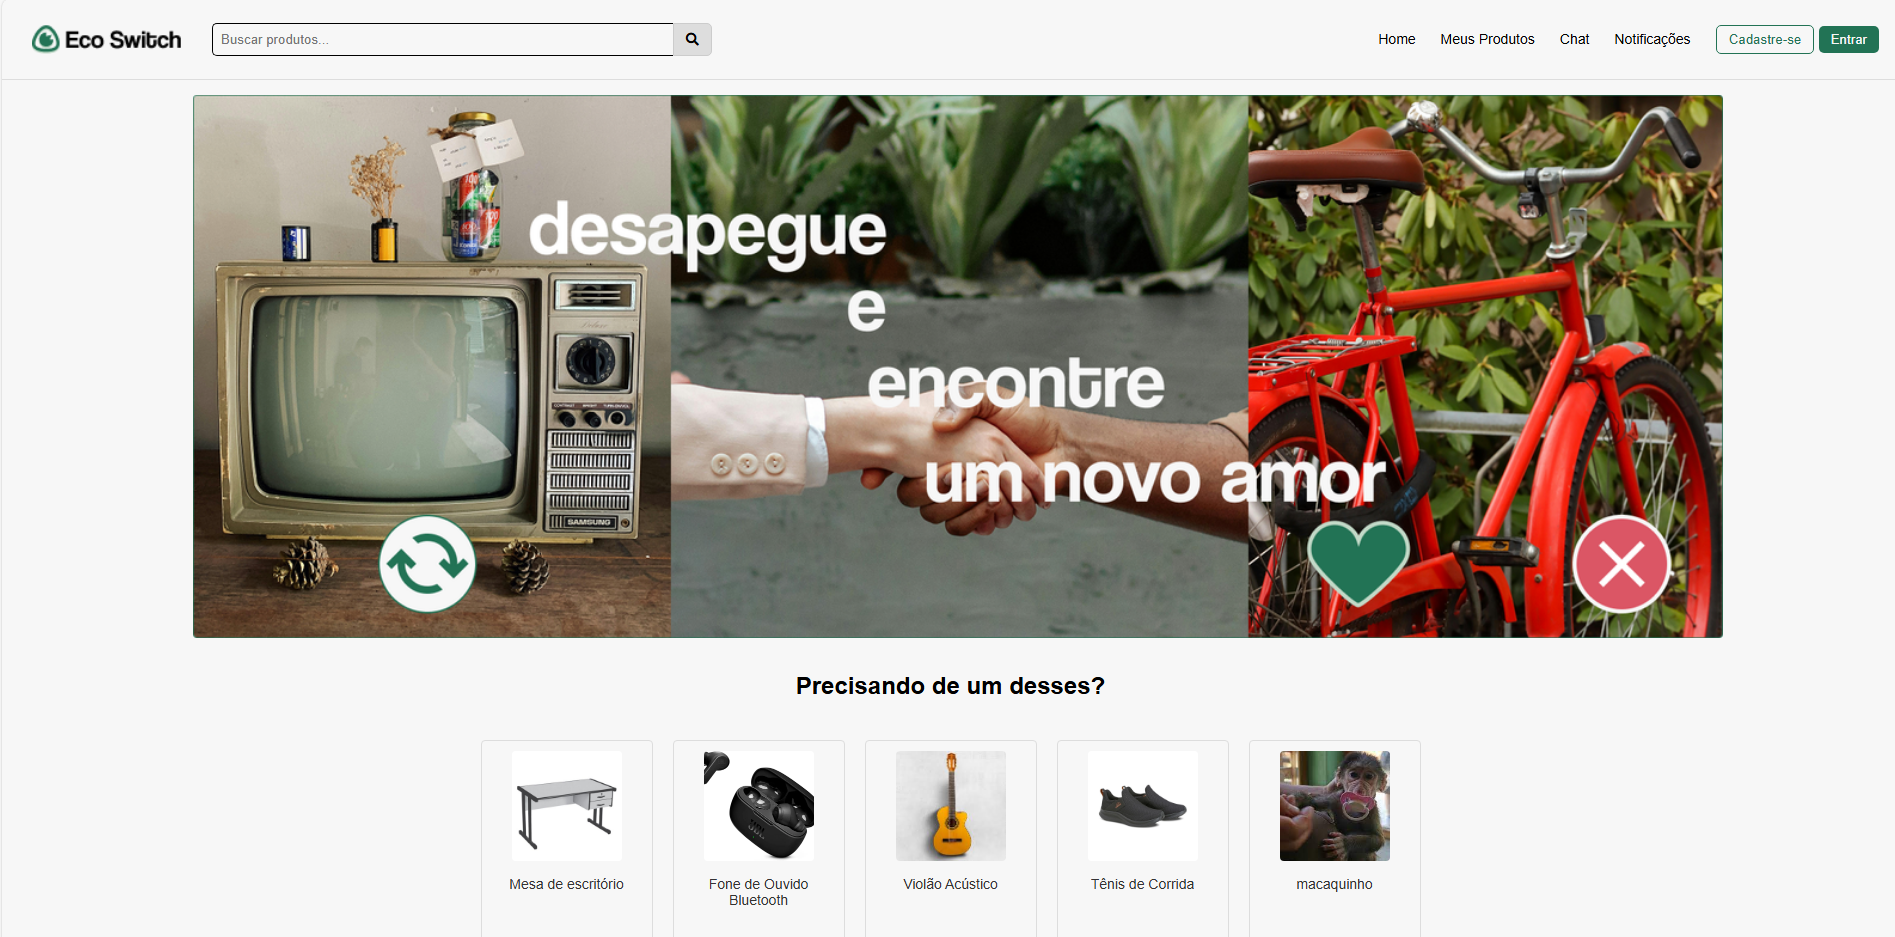 Eco Switch
Buscar produtos...
Home
Meus Produtos
Chat
Notificações
Cadastre-se
Entrar
desapegue
e
encontre
um novo amor
SAMSUNG
Precisando de um desses?
Mesa de escritório
Fone de Ouvido
Bluetooth
Violão Acústico
Tênis de Corrida
macaquinho